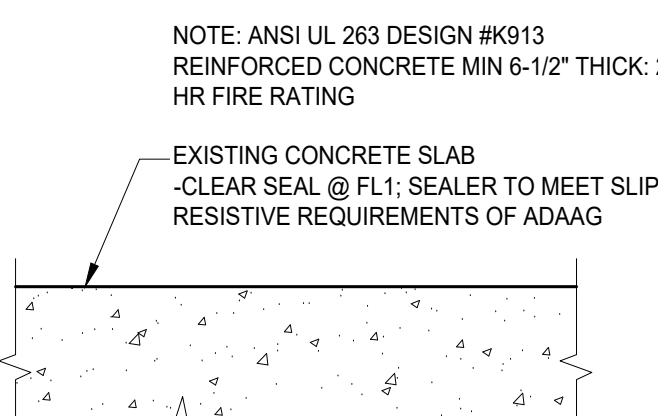 NOTE: ANSI UL 263 DESIGN #K913
REINFORCED CONCRETE MIN 6-1/2" THICK:
HR FIRE RATING
EXISTING CONCRETE SLAB
-CLEAR SEAL @ FL1; SEALER TO MEET SLIP
RESISTIVE REQUIREMENTS OF ADAAG